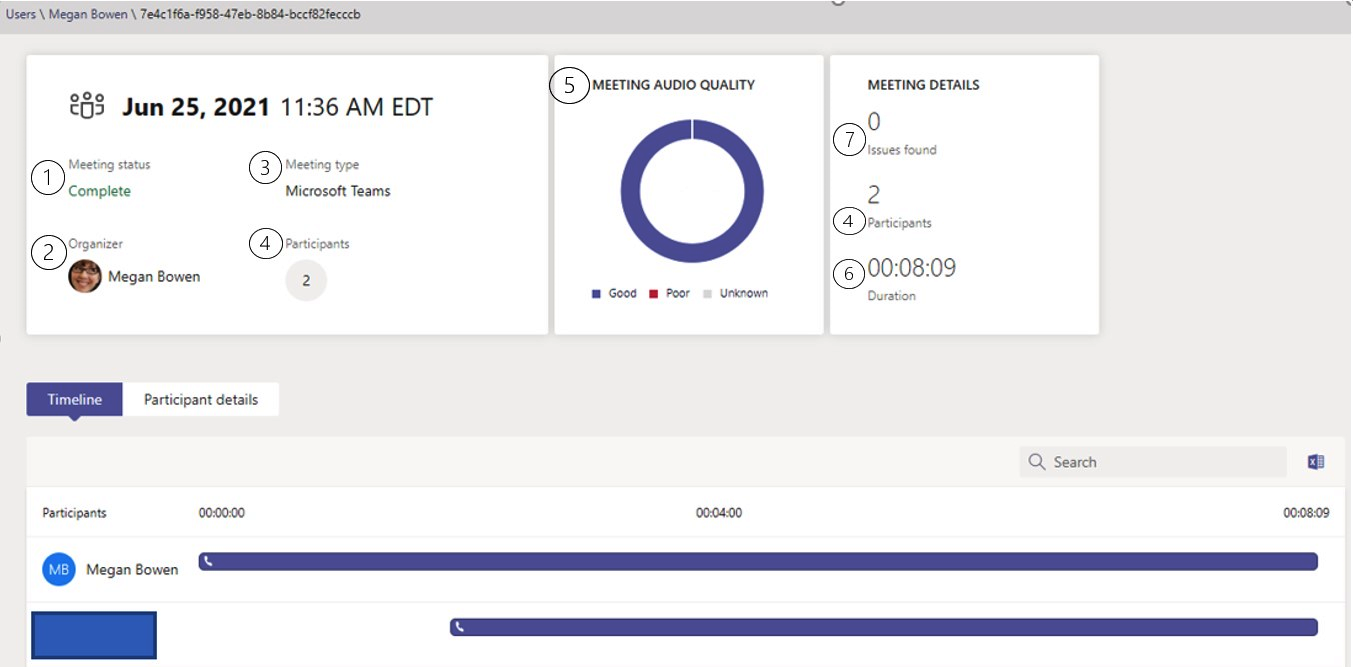 Users \ Megan Bowen \ 7e4c1f6a-f958-47eb-8b84-bccf82fecccb
Jun 25, 2021 11:36 AM EDT
1 Meeting status
Complete
3 Meeting type
Microsoft Teams
2 Organizer
Megan Bowen
4 Participants
2
5 MEETING AUDIO QUALITY
Good Poor Unknown
MEETING DETAILS
0
7 Issues found
2
4 Participants
6 00:08:09
Duration
Timeline Participant details
Search
Participants 00:00:00 00:04:00 00:08:09
MB Megan Bowen